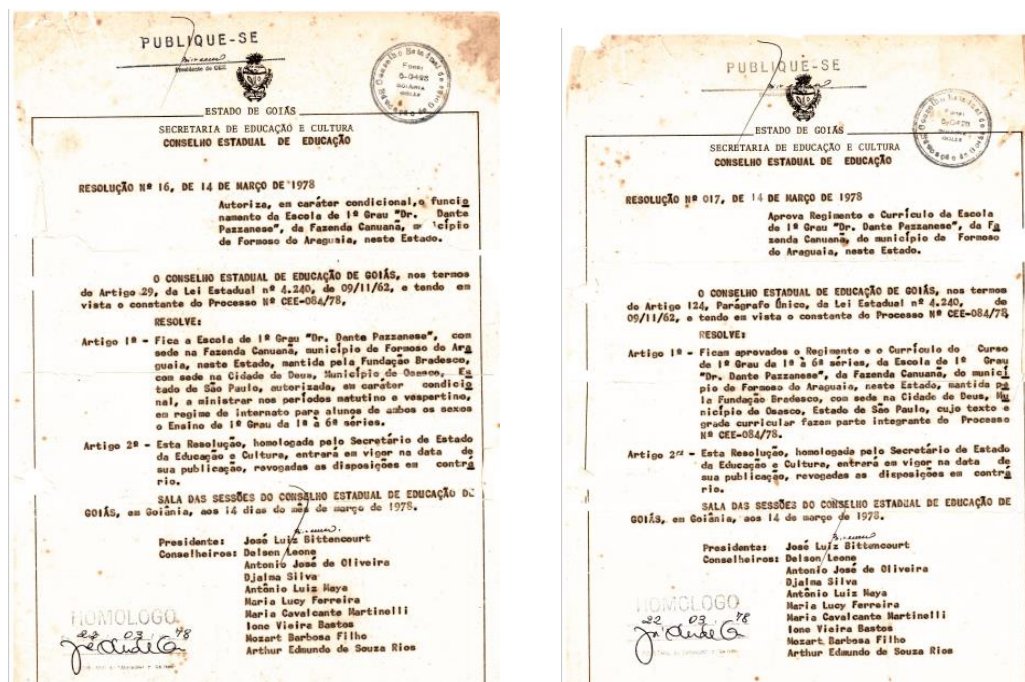 PUBLIQUE-SE
Presidente do CEE
Conselho Estadual de Educação
Fone:
5-0425
GOIÂNIA
GOIÁS
ESTADO DE GOIÁS
SECRETARIA DE EDUCAÇÃO E CULTURA
CONSELHO ESTADUAL DE EDUCAÇÃO
RESOLUÇÃO Nº 16, DE 14 DE MARÇO DE 1978
Autoriza, em caráter condicional, o funcio
namento da Escola de 1º Grau "Dr. Dante
Pazzanese", da Fazenda Canuanã, município
de Formoso do Araguaia, neste Estado.
O CONSELHO ESTADUAL DE EDUCAÇÃO DE GOIÁS, nos termos
do Artigo 29, da Lei Estadual nº 4.240, de 09/11/62, e tendo em
vista o constante do Processo Nº CEE-084/78,
RESOLVE:
Artigo 1º - Fica a Escola de 1º Grau "Dr. Dante Pazzanese", com
sede na Fazenda Canuanã, município de Formoso do Ara
guaia, neste Estado, mantida pela Fundação Bradesco,
com sede na Cidade de Deus, Município de Osasco, Es
tado de São Paulo, autorizada, em caráter condicio
nal, a ministrar nos períodos matutino e vespertino,
em regime de internato para alunos de ambos os sexos
o Ensino de 1º Grau da 1ª à 6ª séries.
Artigo 2º - Esta Resolução, homologada pelo Secretário de Estado
da Educação e Cultura, entrará em vigor na data de
sua publicação, revogadas as disposições em contrá
rio.
SALA DAS SESSÕES DO CONSELHO ESTADUAL DE EDUCAÇÃO DE
GOIÁS, em Goiânia, aos 14 dias do mês de março de 1978.
Presidente: José Luiz Bittencourt
Conselheiros: Delson Leone
Antonio José de Oliveira
Djalma Silva
Antônio Luiz Maya
Maria Lucy Ferreira
Maria Cavalcante Martinelli
Ione Vieira Bastos
Mozart Barbosa Filho
Arthur Edmundo de Souza Rios
HOMOLOGO
22 03 78
PUBLIQUE-SE
5-0425
ESTADO DE GOIÁS
SECRETARIA DE EDUCAÇÃO E CULTURA
CONSELHO ESTADUAL DE EDUCAÇÃO
RESOLUÇÃO Nº 017, DE 14 DE MARÇO DE 1978
Aprova Regimento e Currículo da Escola
de 1º Grau "Dr. Dante Pazzanese", da Fa
zenda Canuanã, do município de Formoso
do Araguaia, neste Estado.
O CONSELHO ESTADUAL DE EDUCAÇÃO DE GOIÁS, nos termos
do Artigo 124, Parágrafo Único, da Lei Estadual nº 4.240, de
09/11/62, e tendo em vista o constante do Processo Nº CEE-084/78,
RESOLVE:
Artigo 1º - Ficam aprovados o Regimento e o Currículo do Curso
de 1º Grau da 1ª à 6ª séries, da Escola de 1º Grau
"Dr. Dante Pazzanese", da Fazenda Canuanã, do municí
pio de Formoso do Araguaia, neste Estado, mantida pe
la Fundação Bradesco, com sede na Cidade de Deus, Mu
nicípio de Osasco, Estado de São Paulo, cujo texto e
grade curricular fazem parte integrante do Processo
Nº CEE-084/78.
Artigo 2º - Esta Resolução, homologada pelo Secretário de Estado
da Educação e Cultura, entrará em vigor na data de
sua publicação, revogadas as disposições em contrá
rio.
SALA DAS SESSÕES DO CONSELHO ESTADUAL DE EDUCAÇÃO DE
GOIÁS, em Goiânia, aos 14 de março de 1978.
Presidente: José Luiz Bittencourt
Conselheiros: Delson Leone
Antonio José de Oliveira
Djalma Silva
Antônio Luiz Maya
Maria Lucy Ferreira
Maria Cavalcante Martinelli
Ione Vieira Bastos
Mozart Barbosa Filho
Arthur Edmundo de Souza Rios
HOMOLOGO
22 03 78